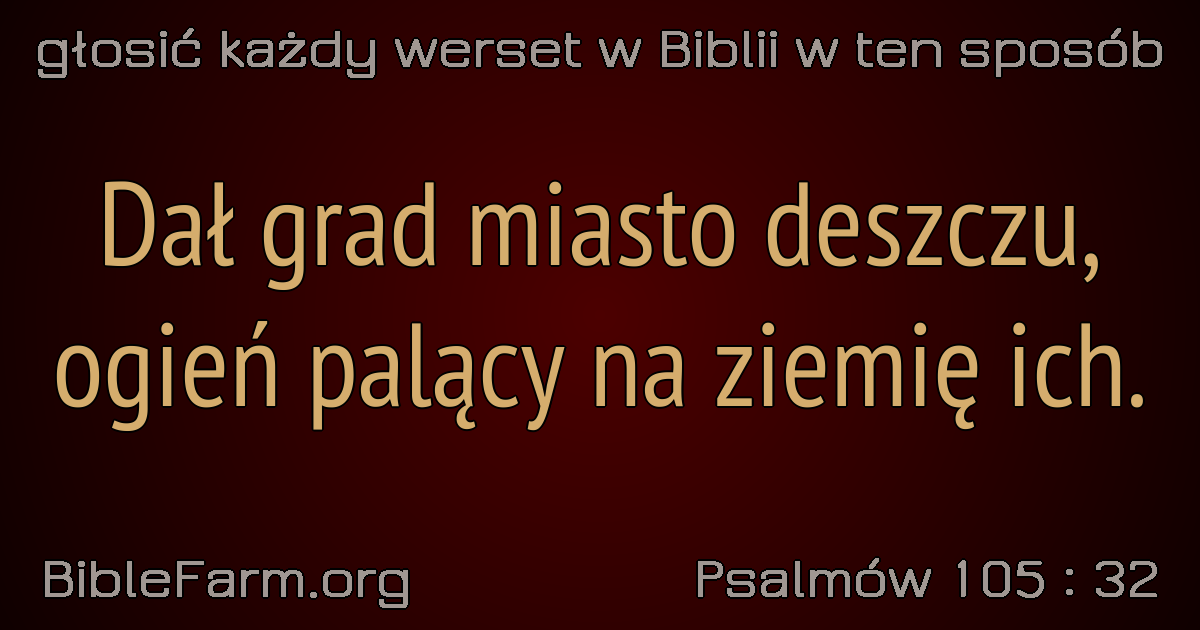 głosić każdy werset w Biblii w ten sposób
Dał grad miasto deszczu,
ogień palący na ziemię ich.
BibleFarm.org
Psalmów 105 : 32